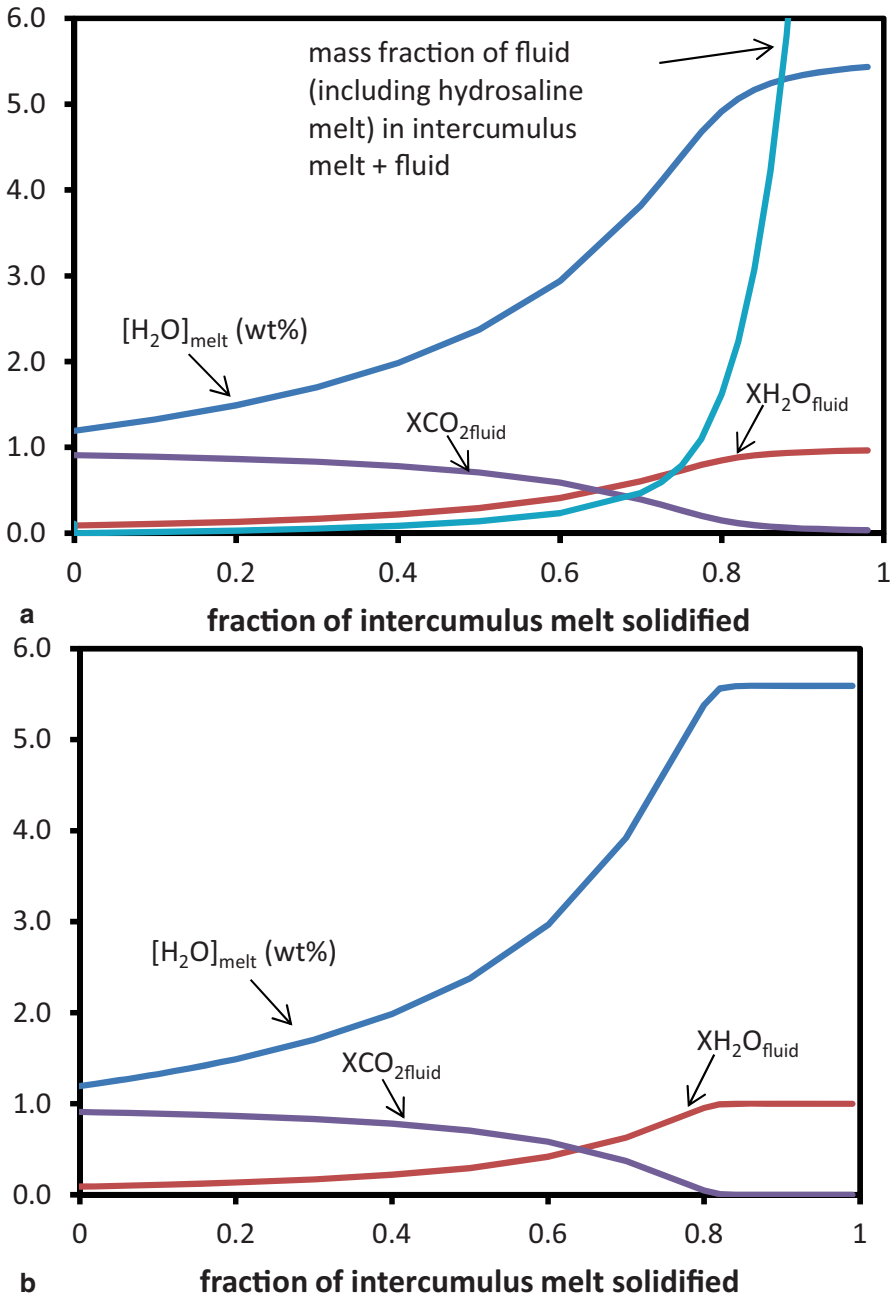 6.0
5.0
4.0
3.0
2.0
1.0
0.0
mass fraction of fluid
(including hydrosaline
melt) in intercumulus
melt + fluid
[H₂O]melt (wt%)
XCO₂fluid
XH₂Ofluid
0 0.2 0.4 0.6 0.8 1
a
fraction of intercumulus melt solidified
6.0
5.0
4.0
3.0
2.0
1.0
0.0
[H₂O]melt (wt%)
XCO₂fluid
XH₂Ofluid
0 0.2 0.4 0.6 0.8 1
b
fraction of intercumulus melt solidified